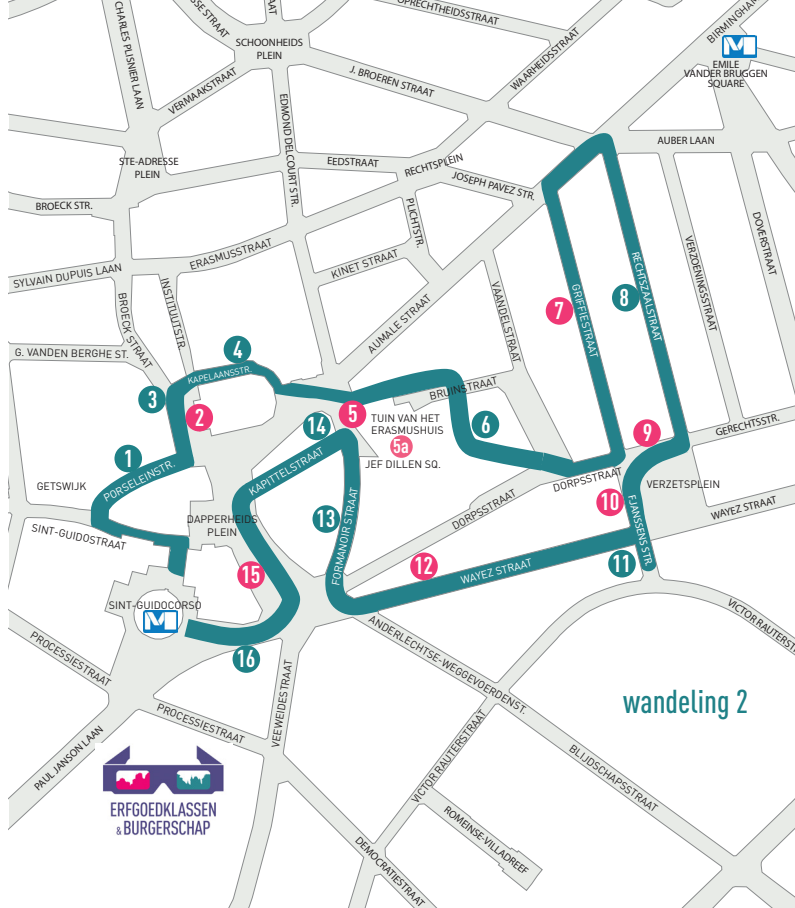 OPRECHTHEIDSSTRAAT
BIRMINGHAM
CHARLES PLISNIER LAAN
SSE STRAAT
AAT
SCHOONHEIDS
PLEIN
WAARHEIDSSTRAAT
M
EMILE
VANDER BRUGGEN
SQUARE
J. BROEREN STRAAT
VERMAAKSTRAAT
EDMOND DELCOURT STR.
AUBER LAAN
STE-ADRESSE
PLEIN
EEDSTRAAT
RECHTSPLEIN
JOSEPH PAVEZ STR.
BROECK STR.
PLICHTSTR.
DOVERSTRAAT
VERZOENINGSSTRAAT
RECHTSZAALSTRAAT
ERASMUSSTRAAT
KINET STRAAT
SYLVAIN DUPUIS LAAN
INSTITUUTSTR.
BROECK STRAAT
VAANDELSTRAAT
GRIFFIESTRAAT
7
8
AUMALE STRAAT
G. VANDEN BERGHE ST.
4
KAPELAANSSTR.
BRUINSTRAAT
3
2
5
TUIN VAN HET
ERASMUSHUIS
5a
JEF DILLEN SQ.
14
6
9
GERECHTSSTR.
1
PORSELEINSTR.
KAPITTELSTRAAT
GETSWIJK
DORPSSTRAAT
VERZETSPLEIN
10
FJANSSENS STR.
WAYEZ STRAAT
DAPPERHEIDS
PLEIN
13
FORMANOIR STRAAT
DORPSSTRAAT
SINT-GUIDOSTRAAT
11
12
WAYEZ STRAAT
15
SINT-GUIDOCORSO
M
16
PROCESSIESTRAAT
VICTOR RAUTERSTR.
ANDERLECHTSE-WEGGEVOERDENST.
VEEWEIDESTRAAT
wandeling 2
PROCESSIESTRAAT
PAUL JANSON LAAN
VICTOR RAUTERSTRAAT
BLIJDSCHAPSSTRAAT
ERFGOEDKLASSEN
& BURGERSCHAP
ROMEINSE-VILLADREEF
DEMOCRATIESTRAAT